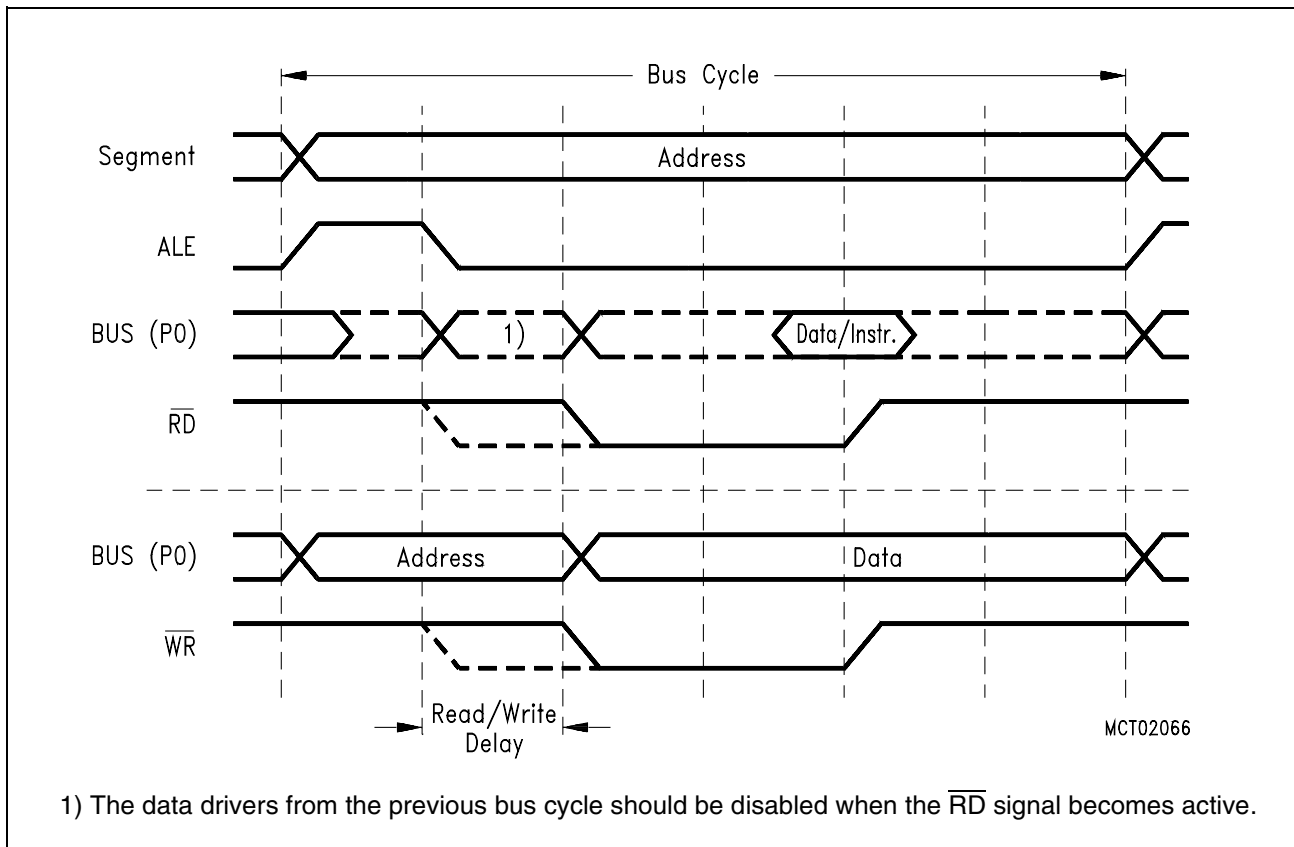 Bus Cycle
Segment
Address
ALE
BUS (P0)
1)
Data/Instr.
RD
BUS (P0)
Address
Data
WR
Read/Write
Delay
MCT02066
1) The data drivers from the previous bus cycle should be disabled when the RD signal becomes active.